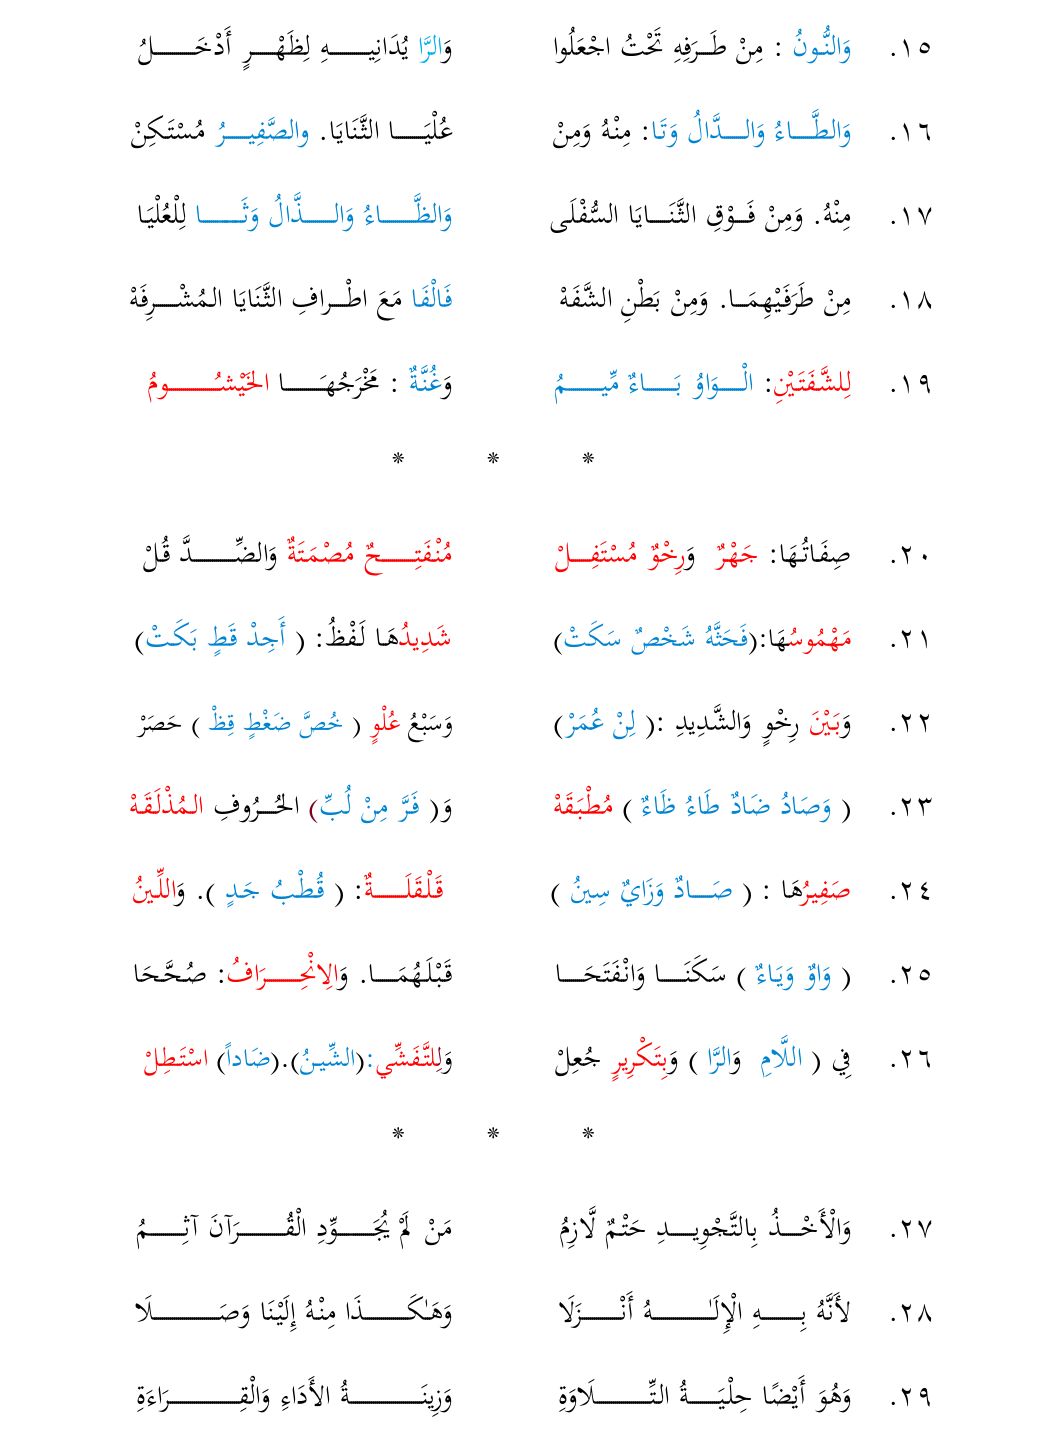 ١٥. وَالنُّونُ : مِنْ طَرَفِهِ تَحْتُ اجْعَلُوا وَالرَّا يُدَانِيهِ لِظَهْرٍ أَدْخَلُ
١٦. وَالطَّاءُ وَالدَّالُ وَتَا: مِنْهُ وَمِنْ عُلْيَا الثَّنَايَا. والصَّفِيرُ مُسْتَكِنْ
١٧. مِنْهُ. وَمِنْ فَوْقِ الثَّنَايَا السُّفْلَى وَالظَّاءُ وَالذَّالُ وَثَا لِلْعُلْيَا
١٨. مِنْ طَرَفَيْهِمَا. وَمِنْ بَطْنِ الشَّفَهْ فَالْفَا مَعَ اطْرافِ الثَّنَايَا المُشْرِفَهْ
١٩. لِلشَّفَتَيْنِ: الْوَاوُ بَاءٌ مِّيمُ وَغُنَّةٌ : مَخْرَجُهَا الخَيْشُومُ
* * *
٢٠. صِفَاتُهَا: جَهْرٌ وَرِخْوٌ مُسْتَفِلْ مُنْفَتِحٌ مُصْمَتَةٌ وَالضِّدَّ قُلْ
٢١. مَهْمُوسُهَا:(فَحَثَّهُ شَخْصٌ سَكَتْ) شَدِيدُهَا لَفْظُ: ( أَجِدْ قَطٍ بَكَتْ)
٢٢. وَبَيْنَ رِخْوٍ وَالشَّدِيدِ :( لِنْ عُمَرْ) وَسَبْعُ عُلْوٍ ( خُصَّ ضَغْطٍ قِظْ ) حَصَرْ
٢٣. ( وَصَادُ ضَادٌ طَاءُ ظَاءٌ ) مُطْبَقَهْ وَ( فَرَّ مِنْ لُبِّ) الحُرُوفِ المُذْلَقَهْ
٢٤. صَفِيرُهَا : ( صَادٌ وَزَايٌ سِينُ ) قَلْقَلَةٌ: ( قُطْبُ جَدٍ ). وَاللِّينُ
٢٥. ( وَاوٌ وَيَاءٌ ) سَكَنَا وَانْفَتَحَا قَبْلَهُمَا. وَالِانْحِرَافُ: صُحَّحَا
٢٦. فِي ( اللَّامِ وَالرَّا ) وَبِتَكْرِيرٍ جُعِلْ وَلِلتَّفَشِّي:(الشِّينُ).(ضَاداً) اسْتَطِلْ
* * *
٢٧. وَالْأَخْذُ بِالتَّجْوِيدِ حَتْمٌ لَّازِمُ مَنْ لَمْ يُجَوِّدِ الْقُرَآنَ آثِمُ
٢٨. لأَنَّهُ بِهِ الْإِلَهُ أَنْزَلَا وَهَكَذَا مِنْهُ إِلَيْنَا وَصَلَا
٢٩. وَهُوَ أَيْضًا حِلْيَةُ التِّلَاوَةِ وَزِينَةُ الأَدَاءِ وَالْقِرَاءَةِ